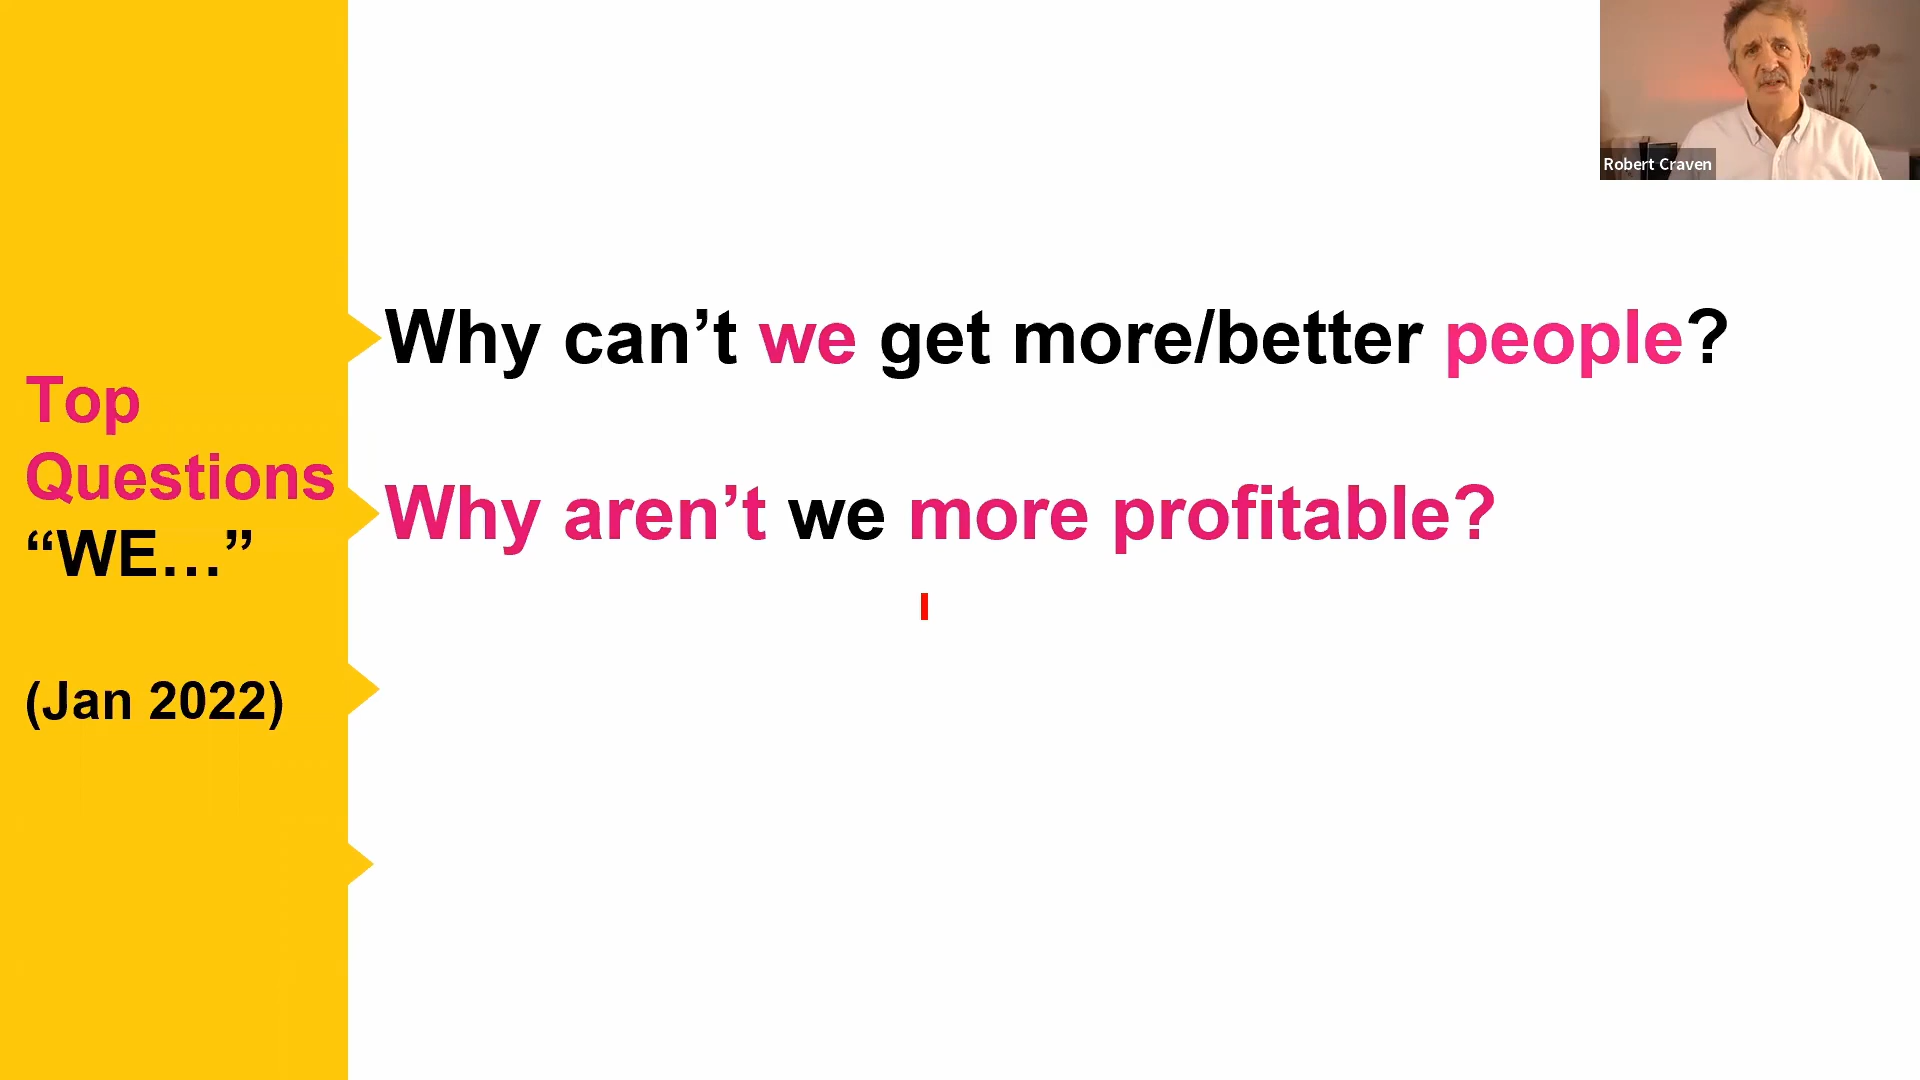 Robert Craven
Top
Questions
“WE…”
(Jan 2022)
Why can’t we get more/better people?
Why aren’t we more profitable?